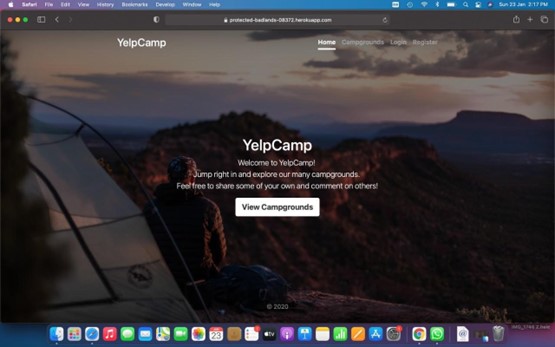 Safari File Edit View History Bookmarks Develop Window Help
Sun 23 Jan 2:17 PM
protected-badlands-08372.herokuapp.com
YelpCamp
Home Campgrounds Login Register
YelpCamp
Welcome to YelpCamp!
Jump right in and explore our many campgrounds.
Feel free to share some of your own and comment on others!
View Campgrounds
© 2020
23
tv